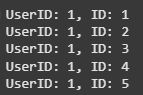 UserID: 1, ID: 1
UserID: 1, ID: 2
UserID: 1, ID: 3
UserID: 1, ID: 4
UserID: 1, ID: 5